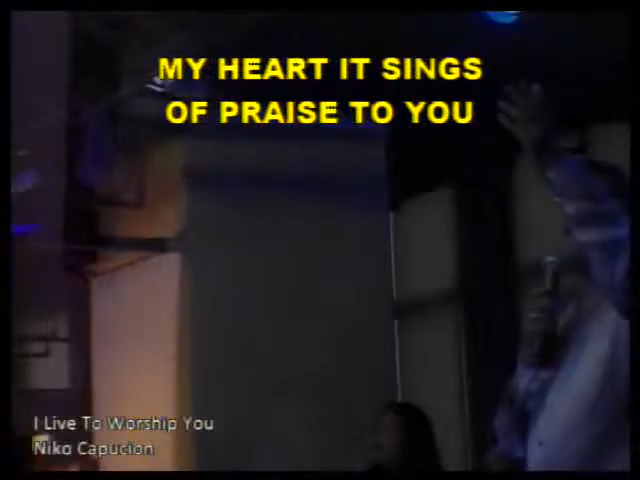 MY HEART IT SINGS
OF PRAISE TO YOU
I Live To Worship You
Niko Capucion